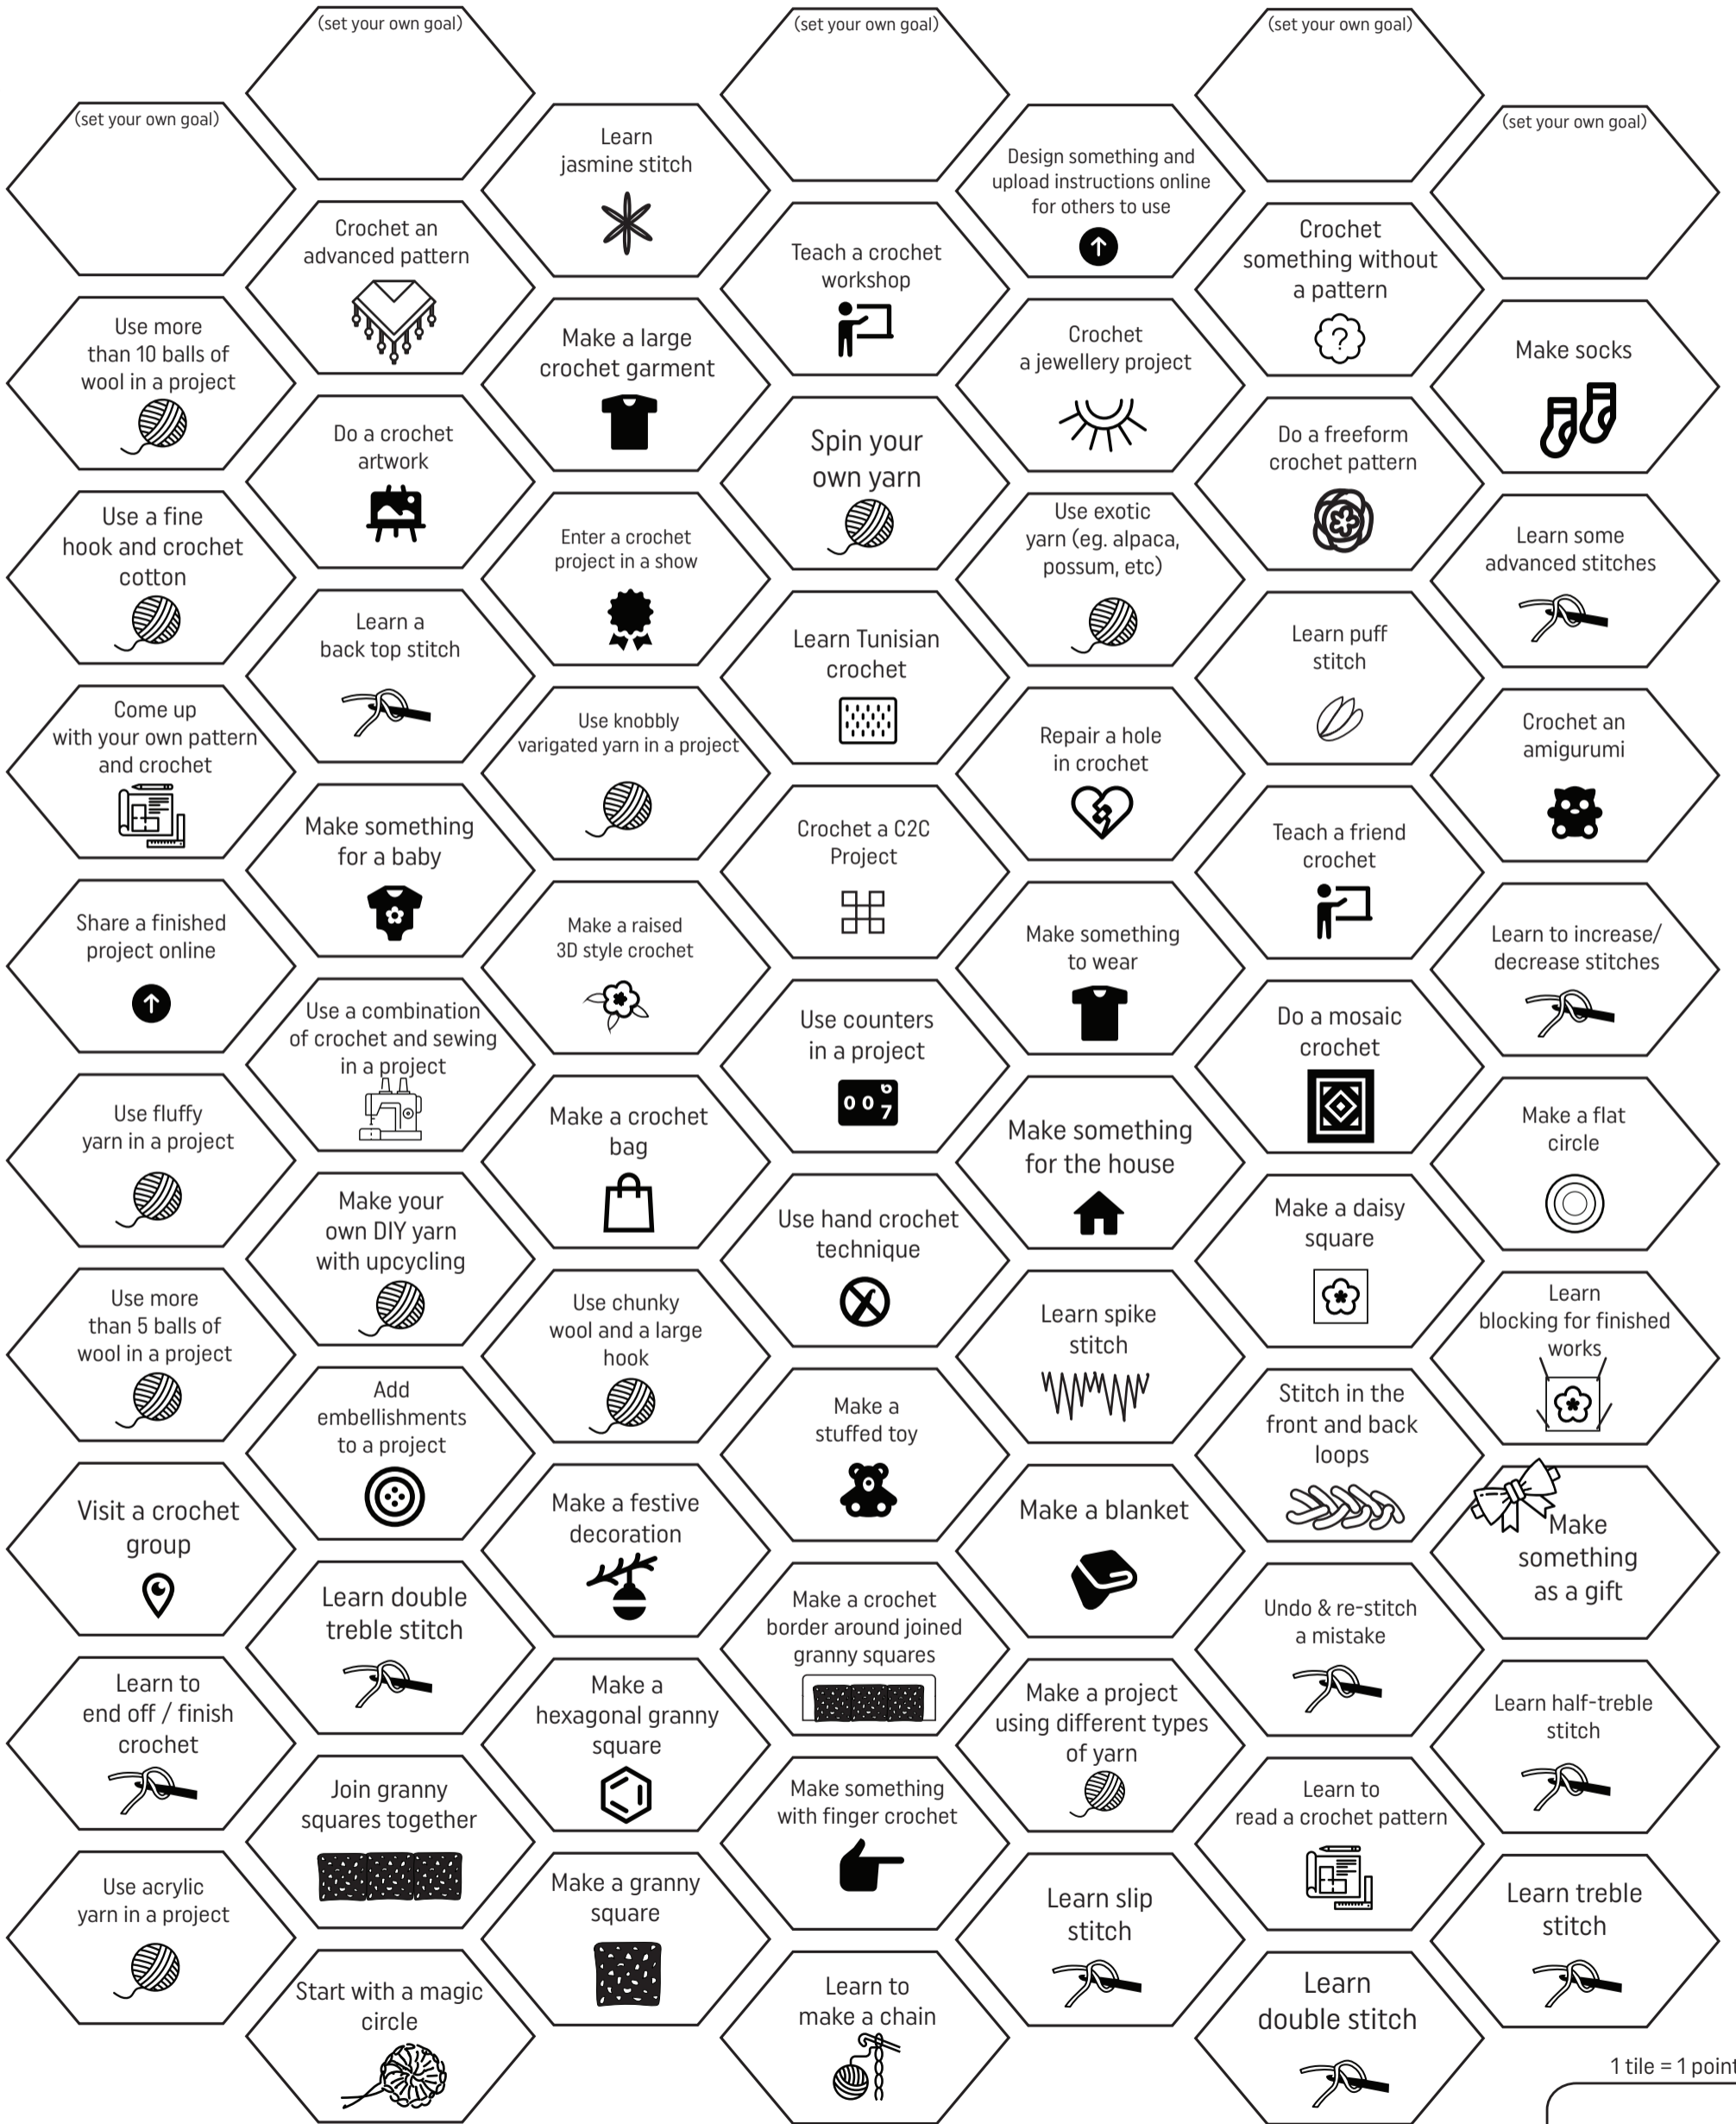 (set your own goal)
(set your own goal)
(set your own goal)
(set your own goal)
(set your own goal)
Learn
jasmine stitch
Design something and
upload instructions online
for others to use
Crochet an
advanced pattern
Teach a crochet
workshop
Crochet
something without
a pattern
Use more
than 10 balls of
wool in a project
Make a large
crochet garment
Crochet
a jewellery project
Make socks
Do a crochet
artwork
Spin your
own yarn
Do a freeform
crochet pattern
Use a fine
hook and crochet
cotton
Enter a crochet
project in a show
Use exotic
yarn (eg. alpaca,
possum, etc)
Learn some
advanced stitches
Learn a
back top stitch
Learn Tunisian
crochet
Learn puff
stitch
Come up
with your own pattern
and crochet
Use knobbly
varigated yarn in a project
Repair a hole
in crochet
Crochet an
amigurumi
Make something
for a baby
Crochet a C2C
Project
Teach a friend
crochet
Share a finished
project online
Make a raised
3D style crochet
Make something
to wear
Learn to increase/
decrease stitches
Use a combination
of crochet and sewing
in a project
Use counters
in a project
0 0 7
6
Do a mosaic
crochet
Use fluffy
yarn in a project
Make a crochet
bag
Make something
for the house
Make a flat
circle
Make your
own DIY yarn
with upcycling
Use hand crochet
technique
Make a daisy
square
Use more
than 5 balls of
wool in a project
Use chunky
wool and a large
hook
Learn spike
stitch
Learn
blocking for finished
works
Add
embellishments
to a project
Make a
stuffed toy
Stitch in the
front and back
loops
Visit a crochet
group
Make a festive
decoration
Make a blanket
Make
something
as a gift
Learn double
treble stitch
Make a crochet
border around joined
granny squares
Undo & re-stitch
a mistake
Learn to
end off / finish
crochet
Make a
hexagonal granny
square
Make a project
using different types
of yarn
Learn half-treble
stitch
Join granny
squares together
Make something
with finger crochet
Learn to
read a crochet pattern
Use acrylic
yarn in a project
Make a granny
square
Learn slip
stitch
Learn treble
stitch
Start with a magic
circle
Learn to
make a chain
Learn
double stitch
1 tile = 1 point